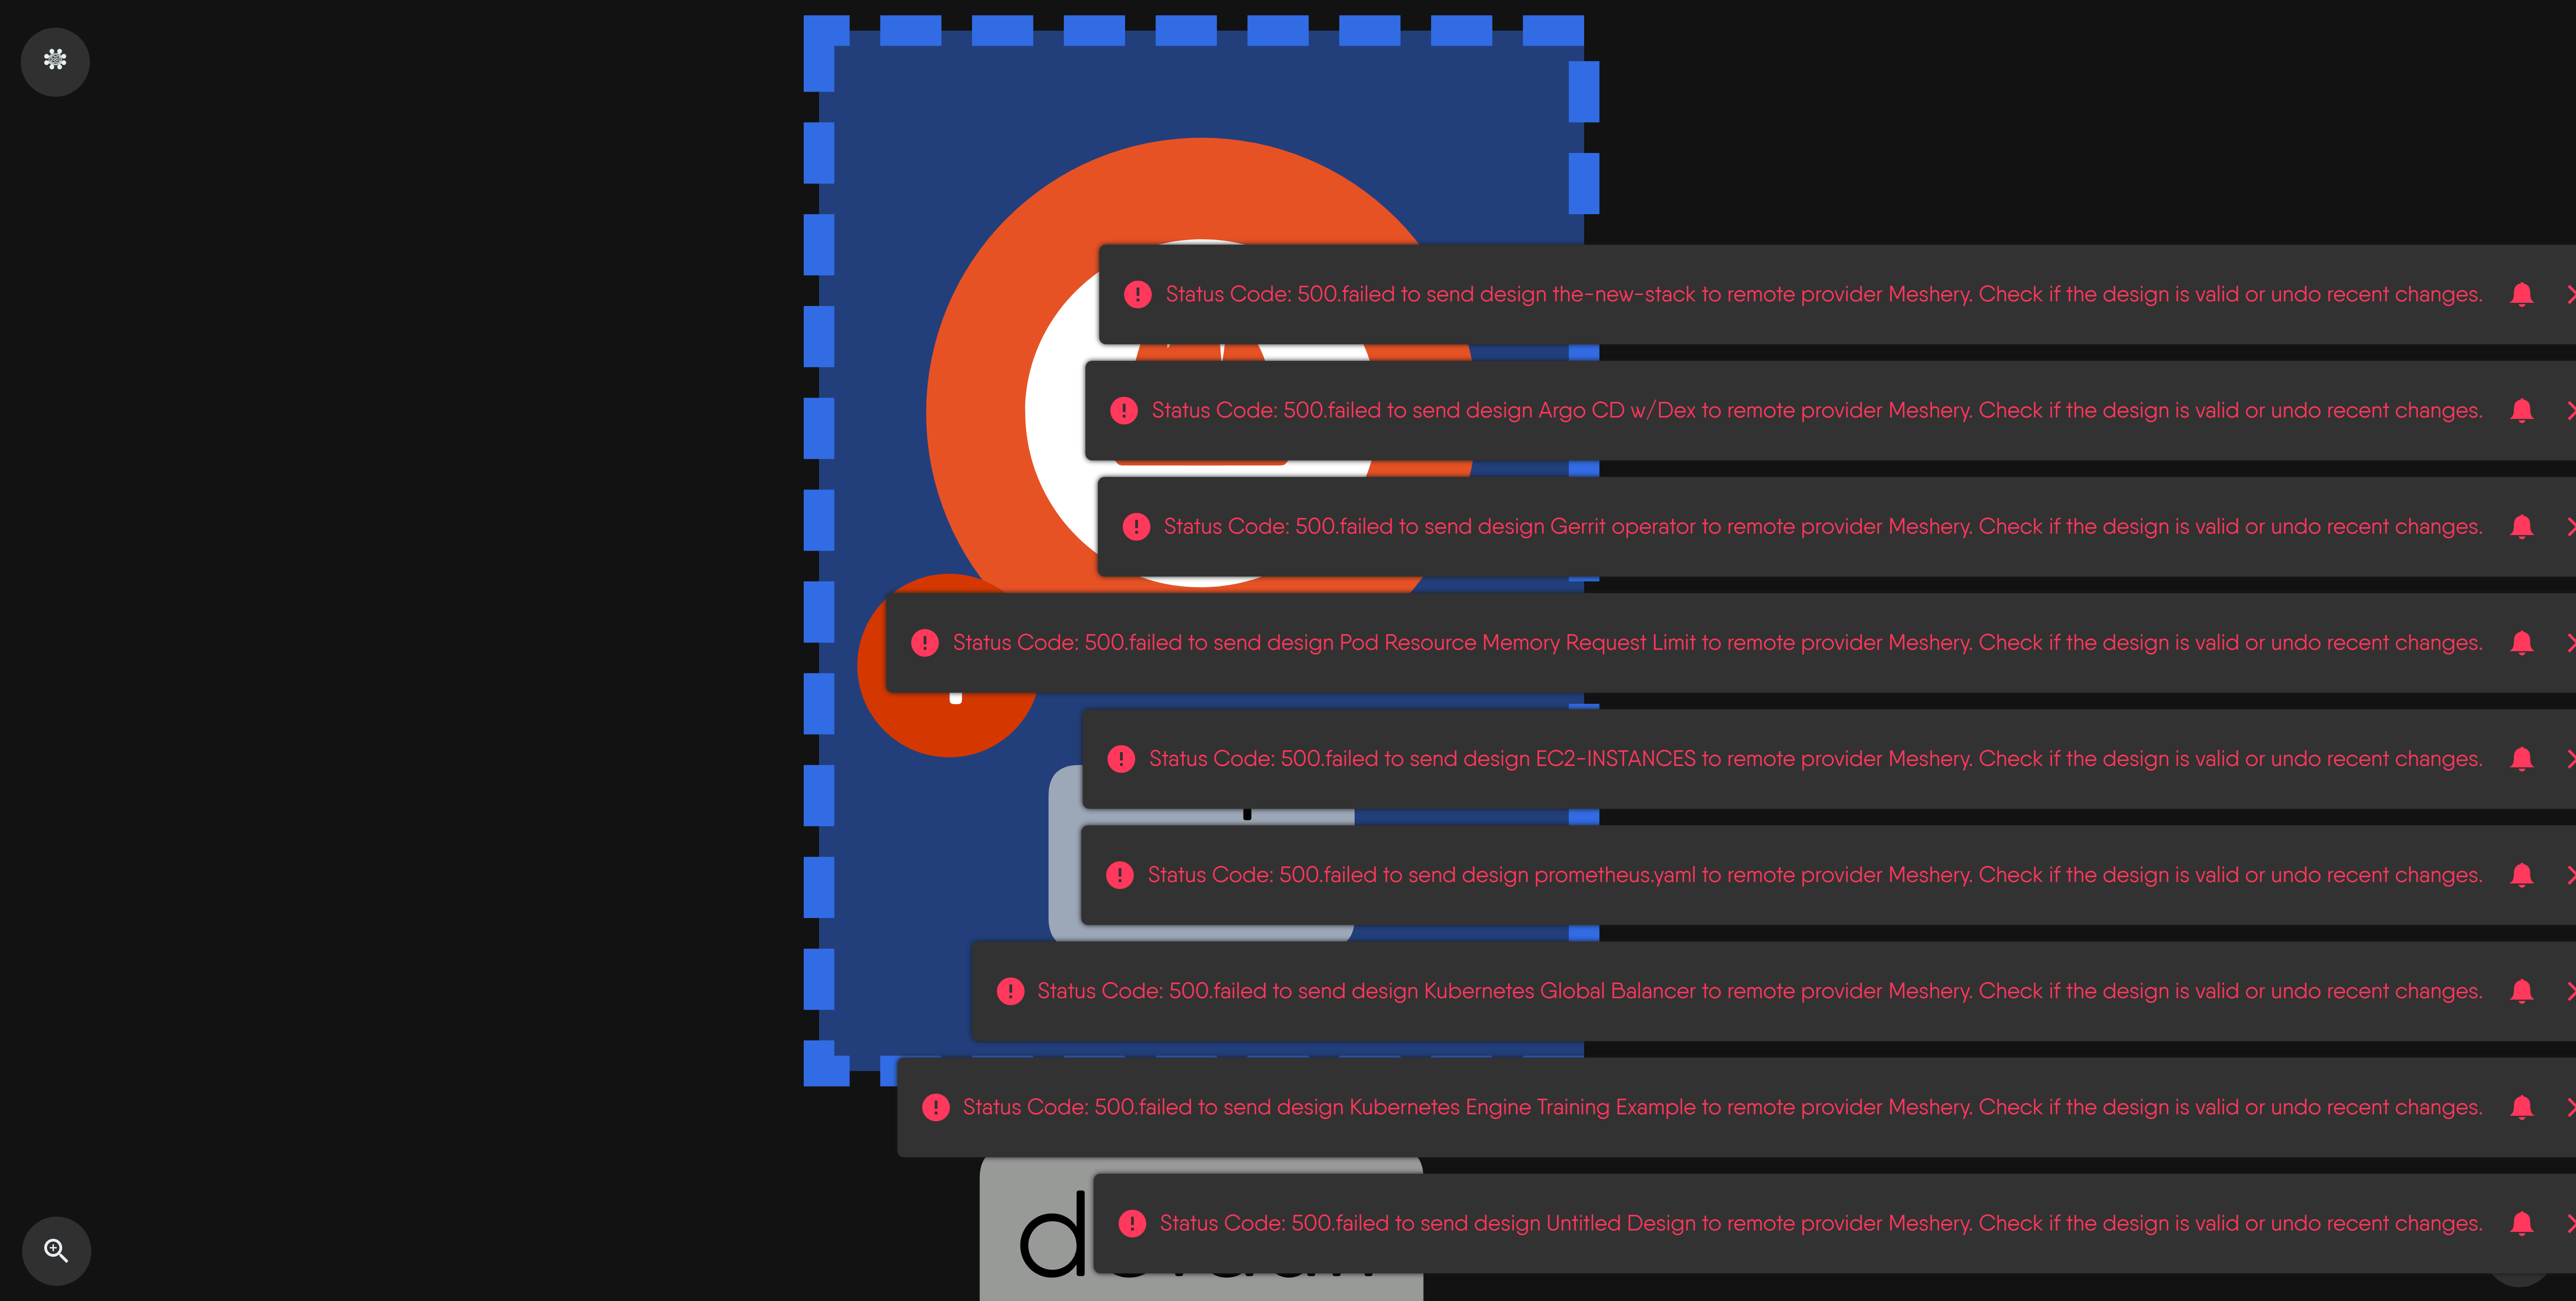 Status Code: 500.failed to send design the-new-stack to remote provider Meshery. Check if the design is valid or undo recent changes.
Status Code: 500.failed to send design Argo CD w/Dex to remote provider Meshery. Check if the design is valid or undo recent changes.
Status Code: 500.failed to send design Gerrit operator to remote provider Meshery. Check if the design is valid or undo recent changes.
Status Code: 500.failed to send design Pod Resource Memory Request Limit to remote provider Meshery. Check if the design is valid or undo recent changes.
Status Code: 500.failed to send design EC2-INSTANCES to remote provider Meshery. Check if the design is valid or undo recent changes.
Status Code: 500.failed to send design prometheus.yaml to remote provider Meshery. Check if the design is valid or undo recent changes.
Status Code: 500.failed to send design Kubernetes Global Balancer to remote provider Meshery. Check if the design is valid or undo recent changes.
Status Code: 500.failed to send design Kubernetes Engine Training Example to remote provider Meshery. Check if the design is valid or undo recent changes.
Status Code: 500.failed to send design Untitled Design to remote provider Meshery. Check if the design is valid or undo recent changes.